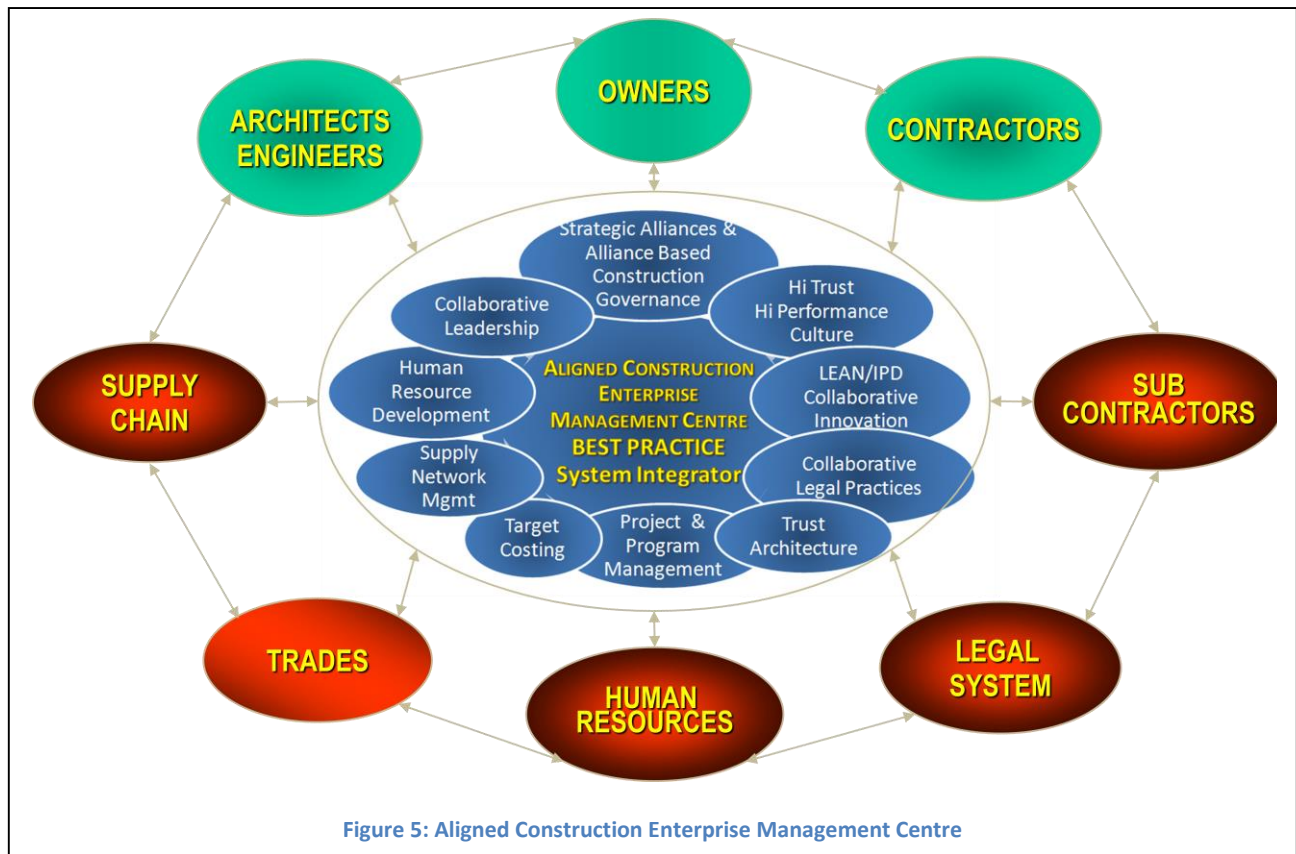 OWNERS
ARCHITECTS
ENGINEERS
CONTRACTORS
Strategic Alliances &
Alliance Based
Construction
Governance
Collaborative
Leadership
Hi Trust
Hi Performance
Culture
Human
Resource
Development
ALIGNED CONSTRUCTION
ENTERPRISE
MANAGEMENT CENTRE
BEST PRACTICE
System Integrator
LEAN/IPD
Collaborative
Innovation
SUPPLY
CHAIN
SUB
CONTRACTORS
Supply
Network
Mgmt
Collaborative
Legal Practices
Target
Costing
Project & 
Program
Management
Trust
Architecture
TRADES
HUMAN
RESOURCES
LEGAL
SYSTEM
Figure 5: Aligned Construction Enterprise Management Centre